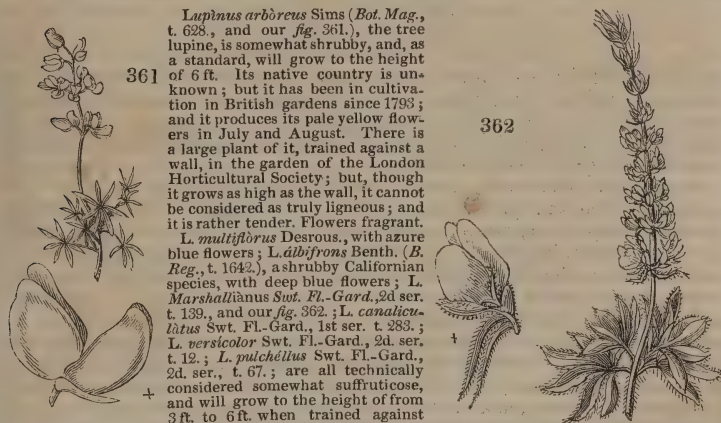 Lupìnus arbòreus Sims (Bot. Mag.,
t. 628., and our fig. 361.), the tree
lupine, is somewhat shrubby, and, as
a standard, will grow to the height
of 6 ft. Its native country is un-
known; but it has been in cultiva-
tion in British gardens since 1793;
and it produces its pale yellow flow-
ers in July and August. There is
a large plant of it, trained against a
wall, in the garden of the London
Horticultural Society; but, though
it grows as high as the wall, it cannot
be considered as truly ligneous; and
it is rather tender. Flowers fragrant.
L. multiflòrus Desrous., with azure
blue flowers; L. álbifrons Benth. (B.
Reg., t. 1642.), a shrubby Californian
species, with deep blue flowers; L.
Marshalliànus Swt. Fl.-Gard., 2d ser.
t. 139., and our fig. 362.; L. canalicu-
làtus Swt. Fl.-Gard., 1st ser. t. 283.;
L. versícolor Swt. Fl.-Gard., 2d. ser.
t. 12.; L. pulchéllus Swt. Fl.-Gard.,
2d. ser., t. 67.; are all technically
considered somewhat suffruticose,
and will grow to the height of from
3 ft. to 6 ft. when trained against
361
362